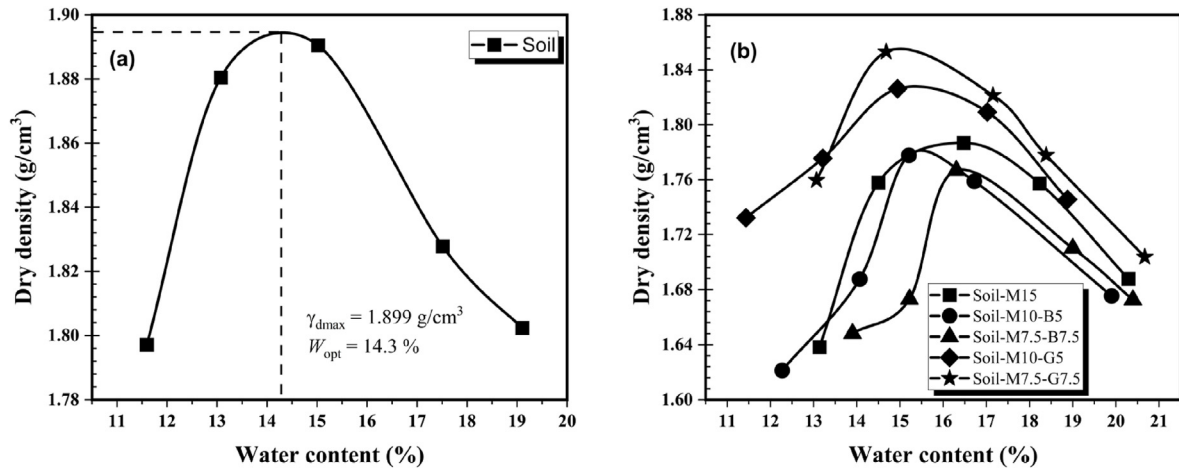 (a)
Soil
γdmax = 1.899 g/cm³
Wopt = 14.3 %
Dry density (g/cm³)
1.90
1.88
1.86
1.84
1.82
1.80
1.78
11 12 13 14 15 16 17 18 19 20
Water content (%)
(b)
Dry density (g/cm³)
1.88
1.84
1.80
1.76
1.72
1.68
1.64
1.60
Soil-M15
Soil-M10-B5
Soil-M7.5-B7.5
Soil-M10-G5
Soil-M7.5-G7.5
11 12 13 14 15 16 17 18 19 20 21
Water content (%)